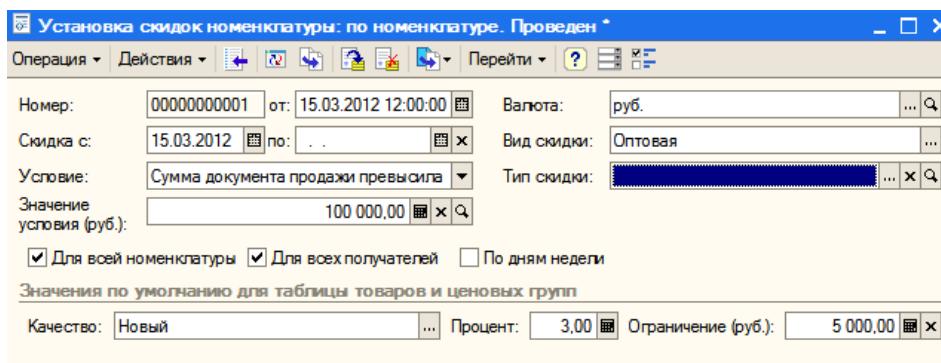 Установка скидок номенклатуры: по номенклатуре. Проведен *
Операция Действия Перейти ?
Номер: 00000000001 от: 15.03.2012 12:00:00 Валюта: руб. ...
Скидка с: 15.03.2012 по: . . Вид скидки: Оптовая ...
Условие: Сумма документа продажи превысила Тип скидки: ...
Значение
условия (руб.): 100 000,00
Для всей номенклатуры Для всех получателей По дням недели
Значения по умолчанию для таблицы товаров и ценовых групп
Качество: Новый ... Процент: 3,00 Ограничение (руб.): 5 000,00